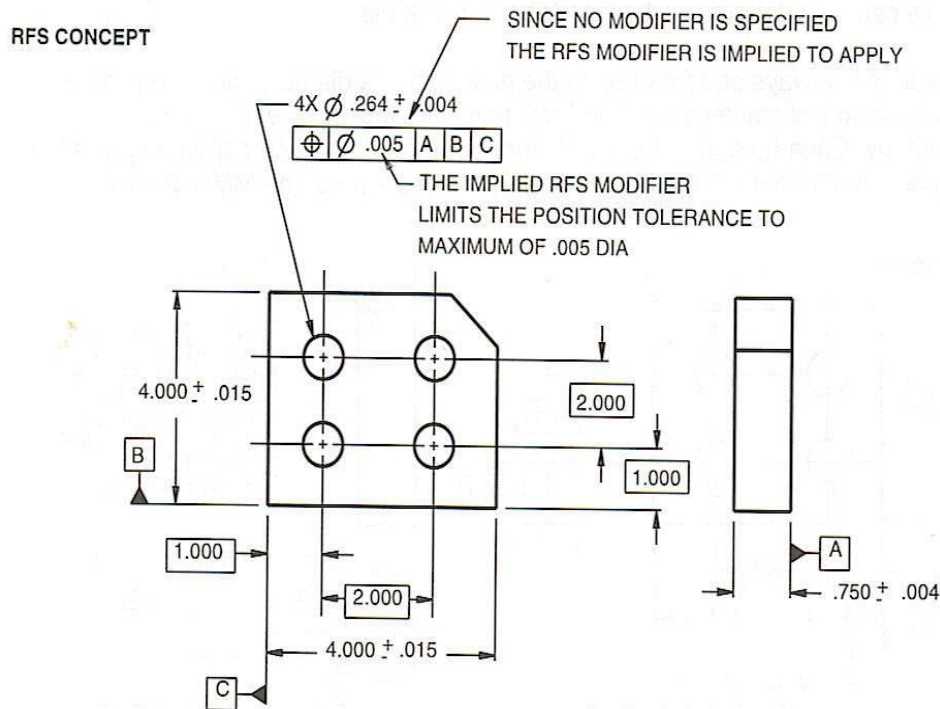 SINCE NO MODIFIER IS SPECIFIED
RFS CONCEPT
THE RFS MODIFIER IS IMPLIED TO APPLY
4X Ø .264 ± .004
⌖ Ø .005 A B C
THE IMPLIED RFS MODIFIER
LIMITS THE POSITION TOLERANCE TO
MAXIMUM OF .005 DIA
4.000 ± .015
2.000
B
1.000
1.000
A
2.000
.750 ± .004
4.000 ± .015
C